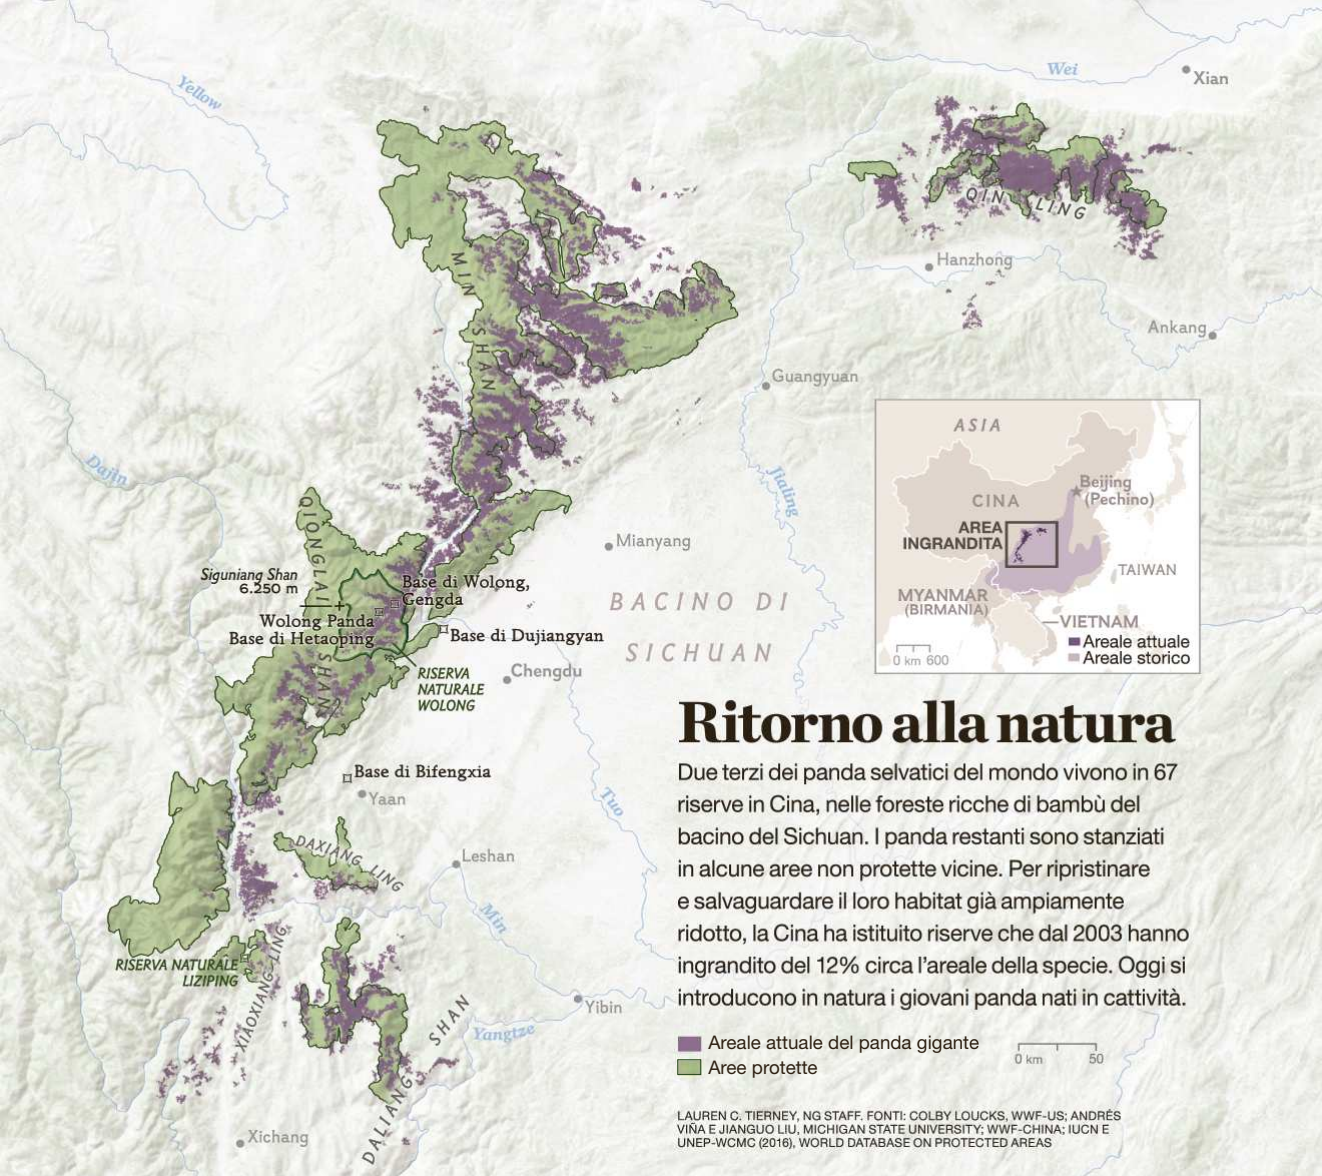 Yellow
Wei
Xian
QIN LING
Hanzhong
Ankang
MIN SHAN
Guangyuan
Dajin
Jialing
QIONGLAI SHAN
Mianyang
Siguniang Shan
6.250 m
Base di Wolong,
Gengda
Wolong Panda
Base di Hetaoping
Base di Dujiangyan
BACINO DI
SICHUAN
RISERVA
NATURALE
WOLONG
Chengdu
ASIA
CINA
Beijing
(Pechino)
AREA
INGRANDITA
TAIWAN
MYANMAR
(BIRMANIA)
VIETNAM
0 km 600
Areale attuale
Areale storico
Base di Bifengxia
Yaan
Tuo
DAXIANG LING
Leshan
Min
RISERVA NATURALE
LIZIPING
XIAOXIANG LING
DALIANG SHAN
Yibin
Yangtze
Xichang
Ritorno alla natura
Due terzi dei panda selvatici del mondo vivono in 67
riserve in Cina, nelle foreste ricche di bambù del
bacino del Sichuan. I panda restanti sono stanziati
in alcune aree non protette vicine. Per ripristinare
e salvaguardare il loro habitat già ampiamente
ridotto, la Cina ha istituito riserve che dal 2003 hanno
ingrandito del 12% circa l'areale della specie. Oggi si
introducono in natura i giovani panda nati in cattività.
Areale attuale del panda gigante
Aree protette
0 km 50
LAUREN C. TIERNEY, NG STAFF. FONTI: COLBY LOUCKS, WWF-US; ANDRÉS
VIÑA E JIANGUO LIU, MICHIGAN STATE UNIVERSITY; WWF-CHINA; IUCN E
UNEP-WCMC (2016), WORLD DATABASE ON PROTECTED AREAS